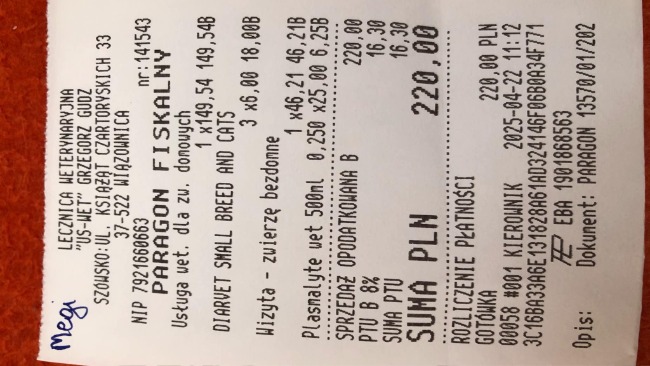 Megi
LECZNICA WETERYNARYJNA
"US-WET" GRZEGORZ GUDZ
SZÓWSKO:UL. KSIĄŻĄT CZARTORYSKICH 33
37-522 WIĄZOWNICA
NIP 7921660663 nr:141543
PARAGON FISKALNY
Usługa wet. dla zw. domowych
1 x149,54 149,54B
DIARVET SMALL BREED AND CATS
3 x6,00 18,00B
Wizyta - zwierzę bezdomne
1 x46,21 46,21B
Plasmalyte wet 500ml 0,250 x25,00 6,25B
SPRZEDAŻ OPODATKOWANA B 220,00
PTU B 8% 16,30
SUMA PTU 16,30
SUMA PLN 220,00
ROZLICZENIE PŁATNOŚCI
GOTÓWKA 220,00 PLN
00058 #001 KIEROWNIK 2025-04-22 11:12
3C16BA33A6E131828A61AD324146F06B8A34F771
EBA 1901868563
Dokument: PARAGON 13570/01/202
Opis: